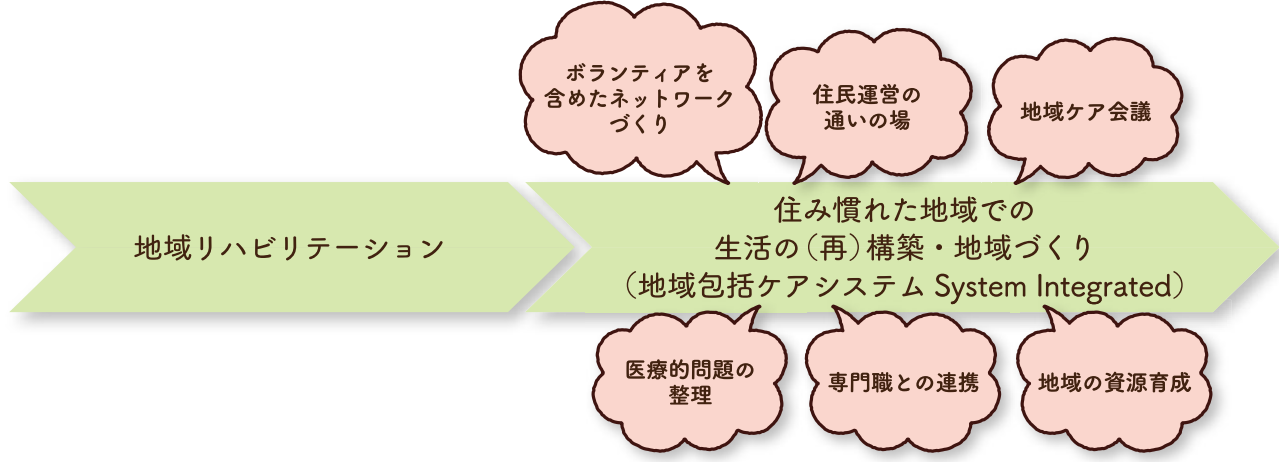 ボランティアを
含めたネットワーク
づくり
住民運営の
通いの場
地域ケア会議
地域リハビリテーション
住み慣れた地域での
生活の（再）構築・地域づくり
（地域包括ケアシステム System Integrated）
医療的問題の
整理
専門職との連携
地域の資源育成